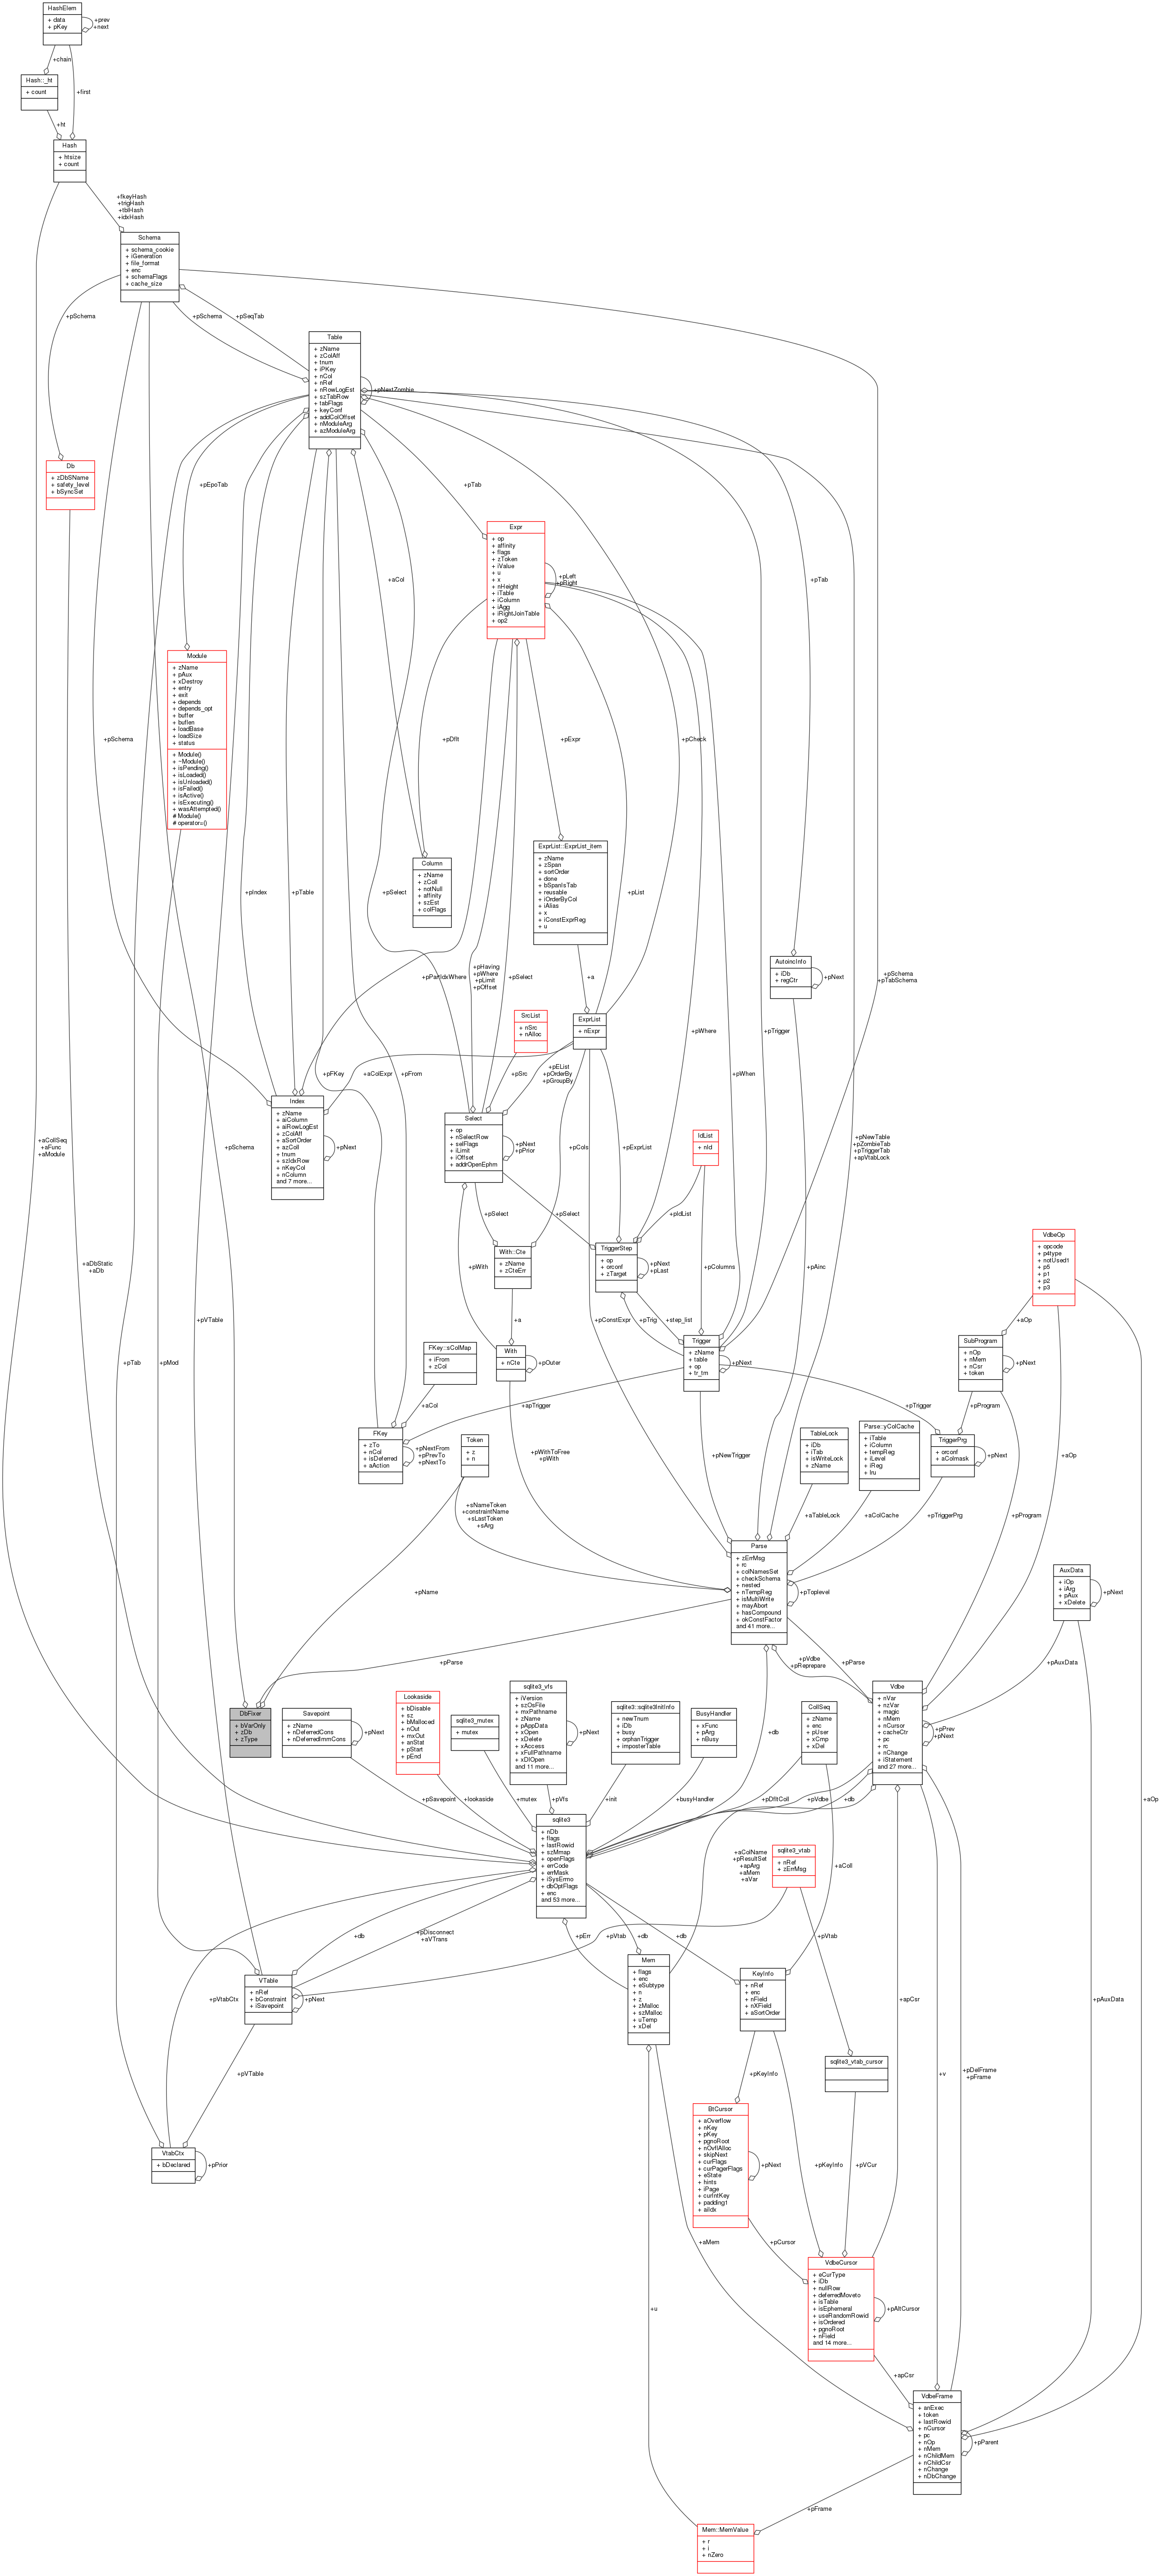 HashElem
+ data
+ pKey
+prev
+next
+chain
Hash::_ht
+ count
+first
+ht
Hash
+ htsize
+ count
+fkeyHash
+trigHash
+tblHash
+idxHash
Schema
+ schema_cookie
+ iGeneration
+ file_format
+ enc
+ schemaFlags
+ cache_size
+pSchema
+pSchema
+pSeqTab
Table
+ zName
+ zColAff
+ tnum
+ iPKey
+ nCol
+ nRef
+ nRowLogEst
+ szTabRow
+ tabFlags
+ keyConf
+ addColOffset
+ nModuleArg
+ azModuleArg
+pNextZombie
Db
+ zDbSName
+ safety_level
+ bSyncSet
+pEpoTab
+pTab
Expr
+ op
+ affinity
+ flags
+ zToken
+ iValue
+ u
+ x
+ nHeight
+ iTable
+ iColumn
+ iAgg
+ iRightJoinTable
+ op2
+pLeft
+pRight
+aCol
+pTab
Module
+ zName
+ pAux
+ xDestroy
+ entry
+ exit
+ depends
+ depends_opt
+ buffer
+ buflen
+ loadBase
+ loadSize
+ status
+ Module()
+ ~Module()
+ isPending()
+ isLoaded()
+ isUnloaded()
+ isFailed()
+ isActive()
+ isExecuting()
+ wasAttempted()
# Module()
# operator=()
+pSchema
+pDflt
+pExpr
+pCheck
Column
+ zName
+ zColl
+ notNull
+ affinity
+ szEst
+ colFlags
ExprList::ExprList_item
+ zName
+ zSpan
+ sortOrder
+ done
+ bSpanIsTab
+ reusable
+ iOrderByCol
+ iAlias
+ x
+ iConstExprReg
+ u
+pIndex
+pTable
+pSelect
+pList
+pPartIdxWhere
+pHaving
+pWhere
+pLimit
+pOffset
+pSelect
+a
AutoincInfo
+ iDb
+ regCtr
+pNext
+pSchema
+pTabSchema
SrcList
+ nSrc
+ nAlloc
ExprList
+ nExpr
+pWhere
+pTrigger
+pFKey
+aColExpr
+pFrom
+pSrc
+pEList
+pOrderBy
+pGroupBy
+pWhen
Index
+ zName
+ aiColumn
+ aiRowLogEst
+ zColAff
+ aSortOrder
+ azColl
+ tnum
+ szIdxRow
+ nKeyCol
+ nColumn
and 7 more...
+pNext
Select
+ op
+ nSelectRow
+ selFlags
+ iLimit
+ iOffset
+ addrOpenEphm
+pNext
+pPrior
IdList
+ nId
+aCollSeq
+aFunc
+aModule
+pSchema
+pCols
+pExprList
+pNewTable
+pZombieTab
+pTriggerTab
+apVtabLock
+pSelect
+pSelect
+pIdList
With::Cte
+ zName
+ zCteErr
TriggerStep
+ op
+ orconf
+ zTarget
+pNext
+pLast
+aDbStatic
+aDb
+pWith
+pColumns
+pAinc
VdbeOp
+ opcode
+ p4type
+ notUsed1
+ p5
+ p1
+ p2
+ p3
+pVTable
+a
+pConstExpr
+pTrig
+step_list
+aOp
+pTab
+pMod
FKey::sColMap
+ iFrom
+ zCol
With
+ nCte
+pOuter
Trigger
+ zName
+ table
+ op
+ tr_tm
+pNext
SubProgram
+ nOp
+ nMem
+ nCsr
+ token
+pNext
+aCol
+apTrigger
+pTrigger
+pProgram
FKey
+ zTo
+ nCol
+ isDeferred
+ aAction
+pNextFrom
+pPrevTo
+pNextTo
Token
+ z
+ n
+pWithToFree
+pWith
+pNewTrigger
TableLock
+ iDb
+ iTab
+ isWriteLock
+ zName
Parse::yColCache
+ iTable
+ iColumn
+ tempReg
+ iLevel
+ iReg
+ lru
TriggerPrg
+ orconf
+ aColmask
+pNext
+aOp
+sNameToken
+constraintName
+sLastToken
+sArg
+aTableLock
+aColCache
+pTriggerPrg
+pProgram
+pName
Parse
+ zErrMsg
+ rc
+ colNamesSet
+ checkSchema
+ nested
+ nTempReg
+ isMultiWrite
+ mayAbort
+ hasCompound
+ okConstFactor
and 41 more...
+pToplevel
AuxData
+ iOp
+ iArg
+ pAux
+ xDelete
+pNext
+pParse
+pVdbe
+pReprepare
+pParse
+pAuxData
DbFixer
+ bVarOnly
+ zDb
+ zType
Savepoint
+ zName
+ nDeferredCons
+ nDeferredImmCons
+pNext
Lookaside
+ bDisable
+ sz
+ bMalloced
+ nOut
+ mxOut
+ anStat
+ pStart
+ pEnd
sqlite3_mutex
+ mutex
sqlite3_vfs
+ iVersion
+ szOsFile
+ mxPathname
+ zName
+ pAppData
+ xOpen
+ xDelete
+ xAccess
+ xFullPathname
+ xDlOpen
and 11 more...
+pNext
sqlite3::sqlite3InitInfo
+ newTnum
+ iDb
+ busy
+ orphanTrigger
+ imposterTable
BusyHandler
+ xFunc
+ pArg
+ nBusy
+db
CollSeq
+ zName
+ enc
+ pUser
+ xCmp
+ xDel
Vdbe
+ nVar
+ nzVar
+ magic
+ nMem
+ nCursor
+ cacheCtr
+ pc
+ rc
+ nChange
+ iStatement
and 27 more...
+pPrev
+pNext
+pSavepoint
+lookaside
+mutex
+pVfs
+init
+busyHandler
+pDfltColl
+pVdbe
+db
+aOp
sqlite3
+ nDb
+ flags
+ lastRowid
+ szMmap
+ openFlags
+ errCode
+ errMask
+ iSysErrno
+ dbOptFlags
+ enc
and 53 more...
+aColName
+pResultSet
+apArg
+aMem
+aVar
sqlite3_vtab
+ nRef
+ zErrMsg
+aColl
+db
+pDisconnect
+aVTrans
+pVtab
+pErr
+db
+db
+pVtab
+pVtabCtx
VTable
+ nRef
+ bConstraint
+ iSavepoint
+pNext
Mem
+ flags
+ enc
+ eSubtype
+ n
+ z
+ zMalloc
+ szMalloc
+ uTemp
+ xDel
KeyInfo
+ nRef
+ enc
+ nField
+ nXField
+ aSortOrder
+apCsr
+pAuxData
+pVTable
+pKeyInfo
sqlite3_vtab_cursor
+v
+pDelFrame
+pFrame
VtabCtx
+ bDeclared
+pPrior
BtCursor
+ aOverflow
+ nKey
+ pKey
+ pgnoRoot
+ nOvflAlloc
+ skipNext
+ curFlags
+ curPagerFlags
+ eState
+ hints
+ iPage
+ curIntKey
+ padding1
+ aiIdx
+pNext
+pKeyInfo
+pVCur
+aMem
+pCursor
VdbeCursor
+ eCurType
+ iDb
+ nullRow
+ deferredMoveto
+ isTable
+ isEphemeral
+ useRandomRowid
+ isOrdered
+ pgnoRoot
+ nField
and 14 more...
+pAltCursor
+u
+apCsr
VdbeFrame
+ anExec
+ token
+ lastRowid
+ nCursor
+ pc
+ nOp
+ nMem
+ nChildMem
+ nChildCsr
+ nChange
+ nDbChange
+pParent
+pFrame
Mem::MemValue
+ r
+ i
+ nZero